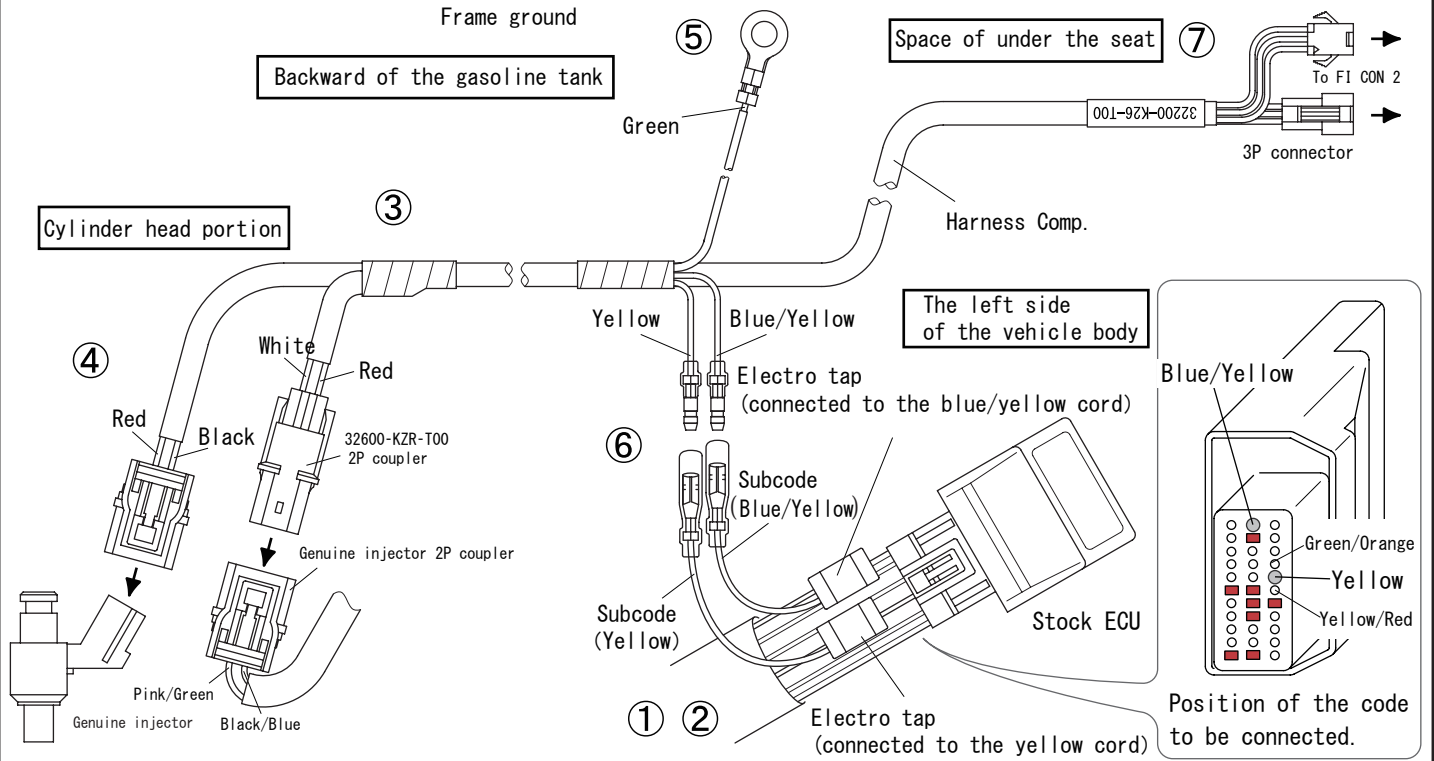 Frame ground
⑤
Backward of the gasoline tank
Green
Space of under the seat
⑦
To FI CON 2
32200-K26-T00
3P connector
Harness Comp.
③
Cylinder head portion
④
White
Red
Red
Black
32600-KZR-T00
2P coupler
Genuine injector 2P coupler
Pink/Green
Black/Blue
Genuine injector
Yellow
Blue/Yellow
Electro tap
(connected to the blue/yellow cord)
⑥
Subcode
(Blue/Yellow)
Subcode
(Yellow)
① ②
Stock ECU
Electro tap
(connected to the yellow cord)
The left side
of the vehicle body
Blue/Yellow
Green/Orange
Yellow
Yellow/Red
Position of the code
to be connected.